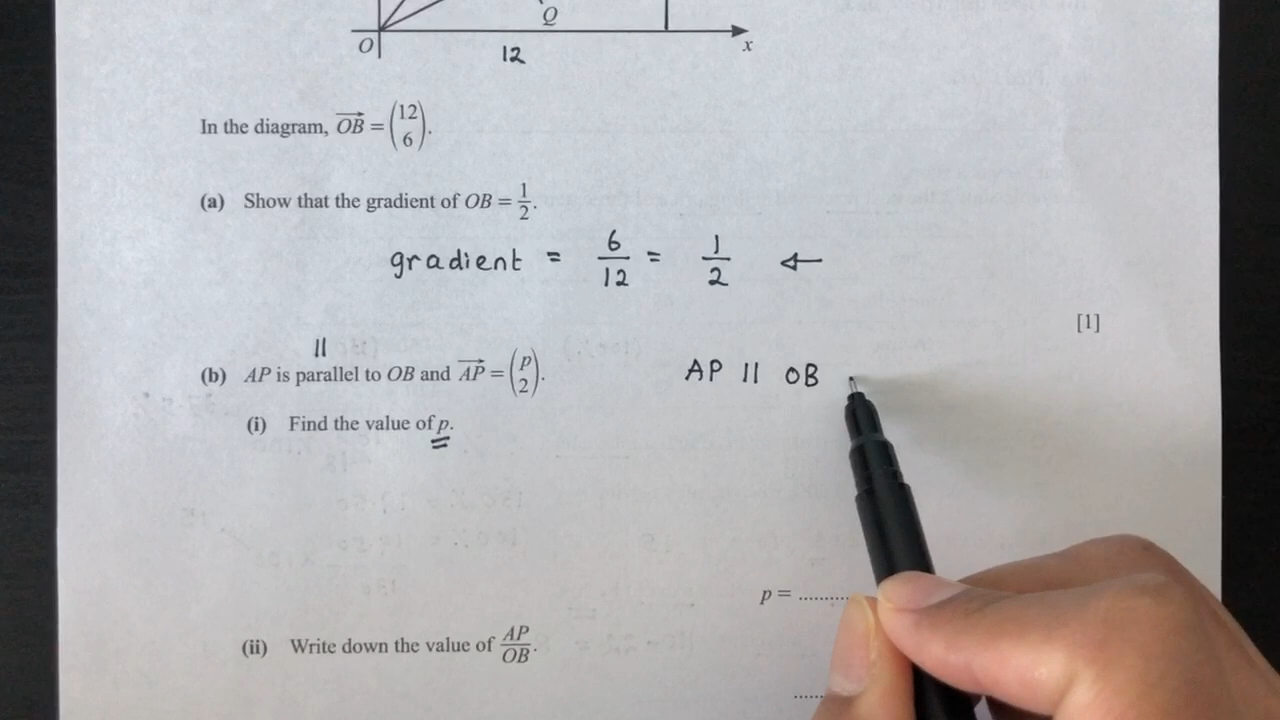 Q
O
x
12
In the diagram, →OB = (12 6).
(a) Show that the gradient of OB = 1/2.
gradient = 6/12 = 1/2 ←
[1]
||
(b) AP is parallel to OB and →AP = (p 2).
AP || OB
(i) Find the value of p.
p = ..........
(ii) Write down the value of AP/OB.
......